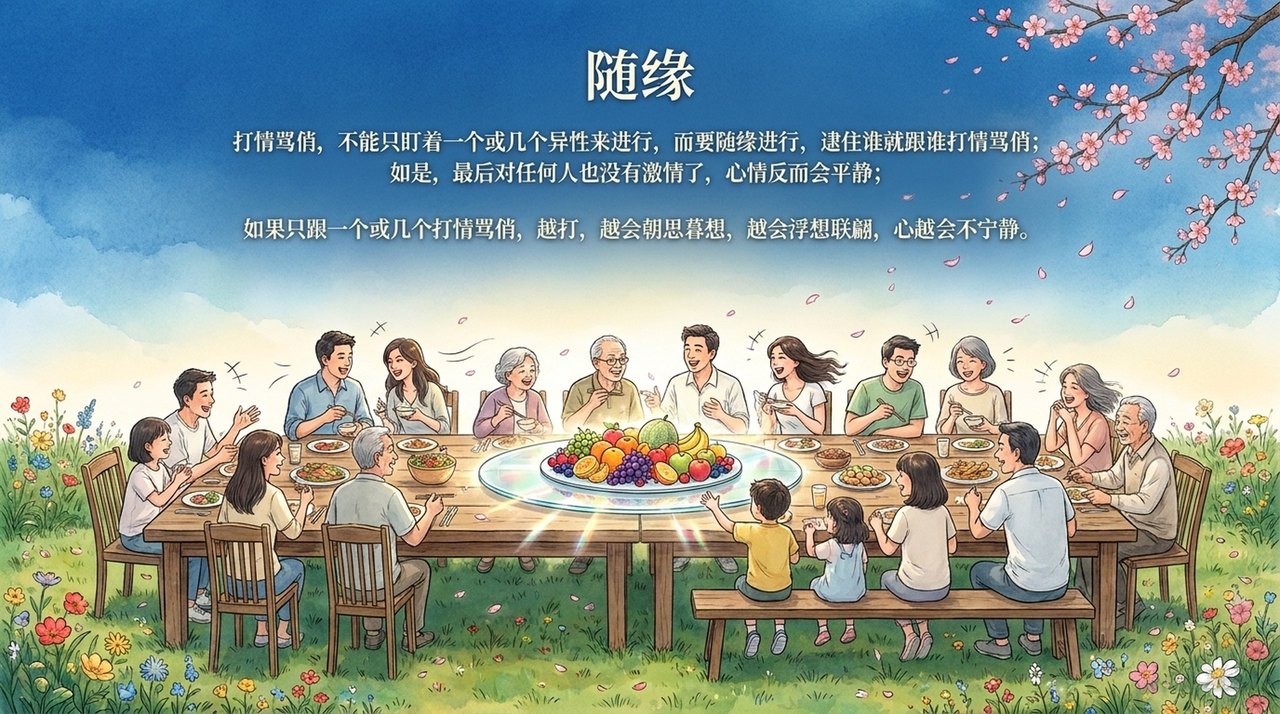 随缘
打情骂俏，不能只盯着一个或几个异性来进行，而要随缘进行，逮住谁就跟谁打情骂俏；
如是，最后对任何人也没有激情了，心情反而会平静；
如果只跟一个或几个打情骂俏，越打，越会朝思暮想，越会浮想联翩，心越会不宁静。